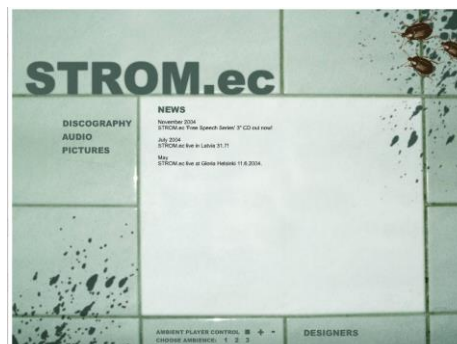 STROM.ec
DISCOGRAPHY
AUDIO
PICTURES
NEWS
November 2004
STROM.ec 'Free Speech Series' 3" CD out now!
July 2004
STROM.ec live in Latvia 31.7!
May
STROM.ec live at Gloria Helsinki 11.6.2004.
AMBIENT PLAYER CONTROL ■ + -
CHOOSE AMBIENCE: 1 2 3
DESIGNERS